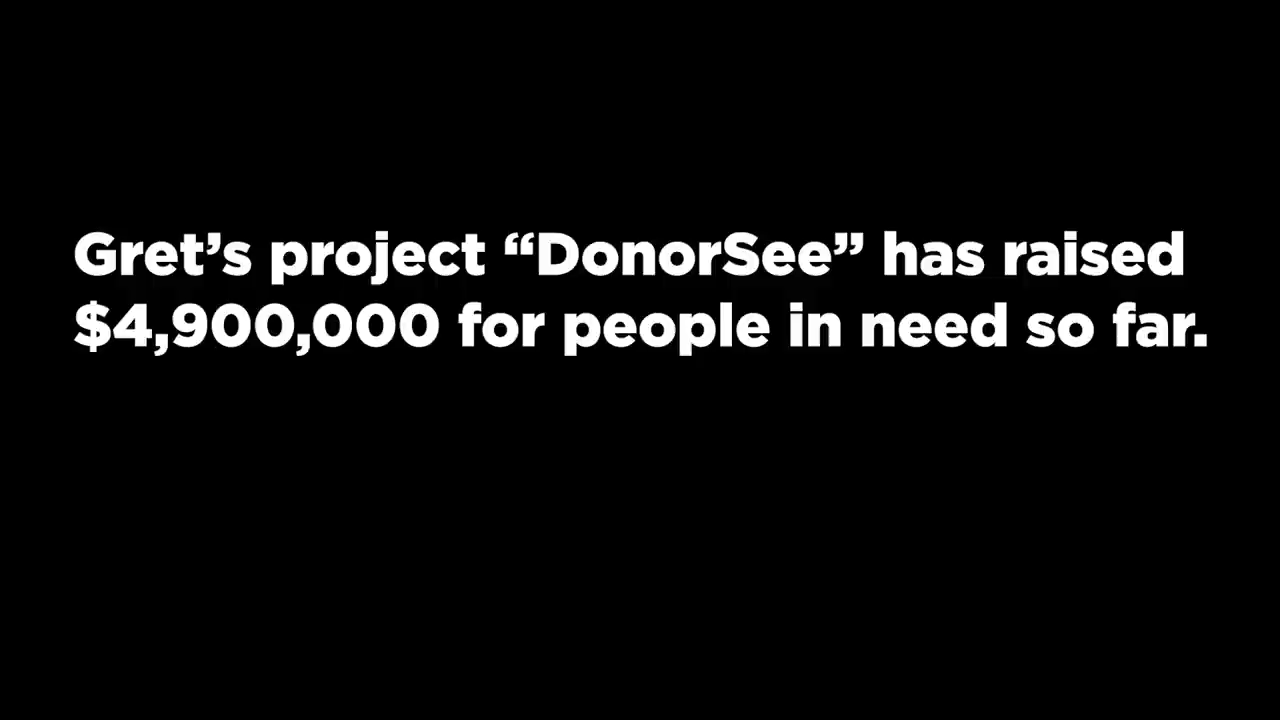 Gret’s project “DonorSee” has raised
$4,900,000 for people in need so far.